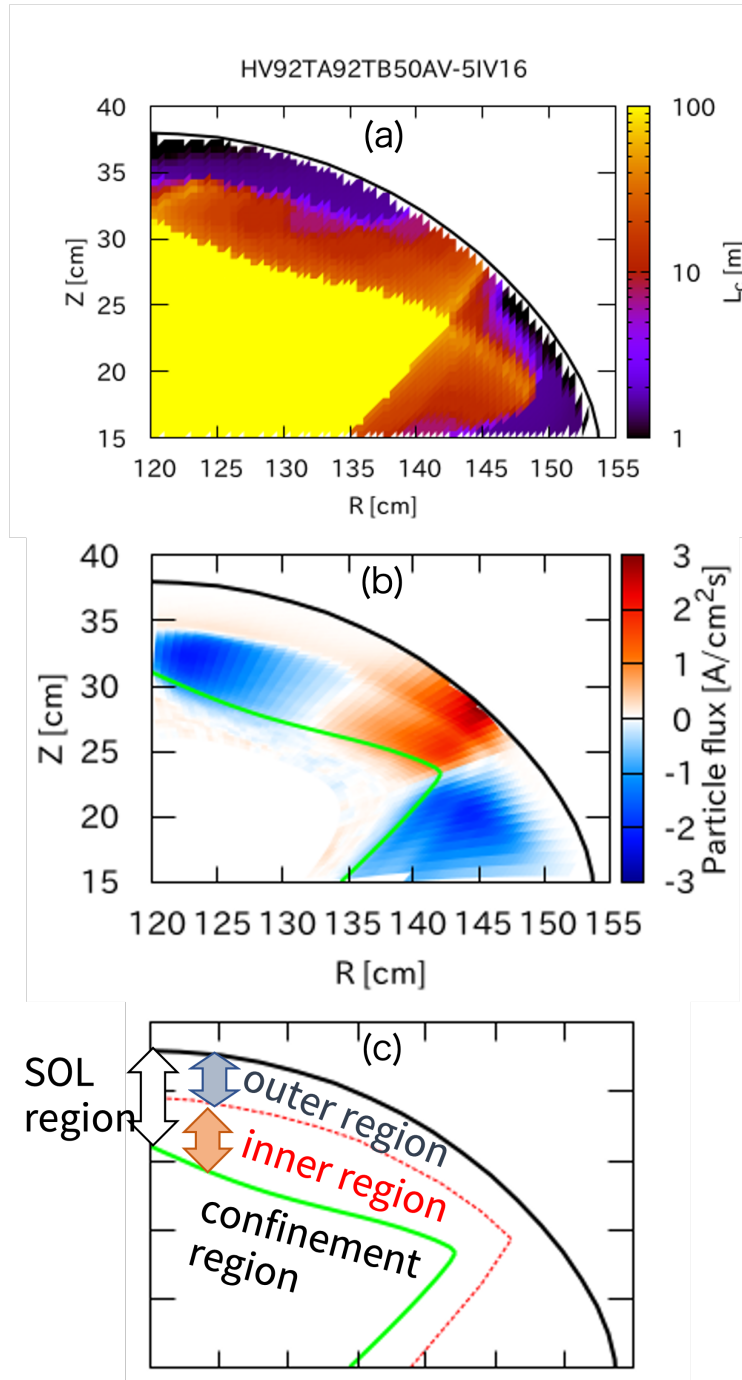 HV92TA92TB50AV-5IV16
(a)
40
35
30
25
20
15
Z [cm]
120 125 130 135 140 145 150 155
R [cm]
100
10
1
Lc [m]
(b)
40
35
30
25
20
15
Z [cm]
120 125 130 135 140 145 150 155
R [cm]
3
2
1
0
-1
-2
-3
Particle flux [A/cm²s]
(c)
SOL
region
outer region
inner region
confinement
region